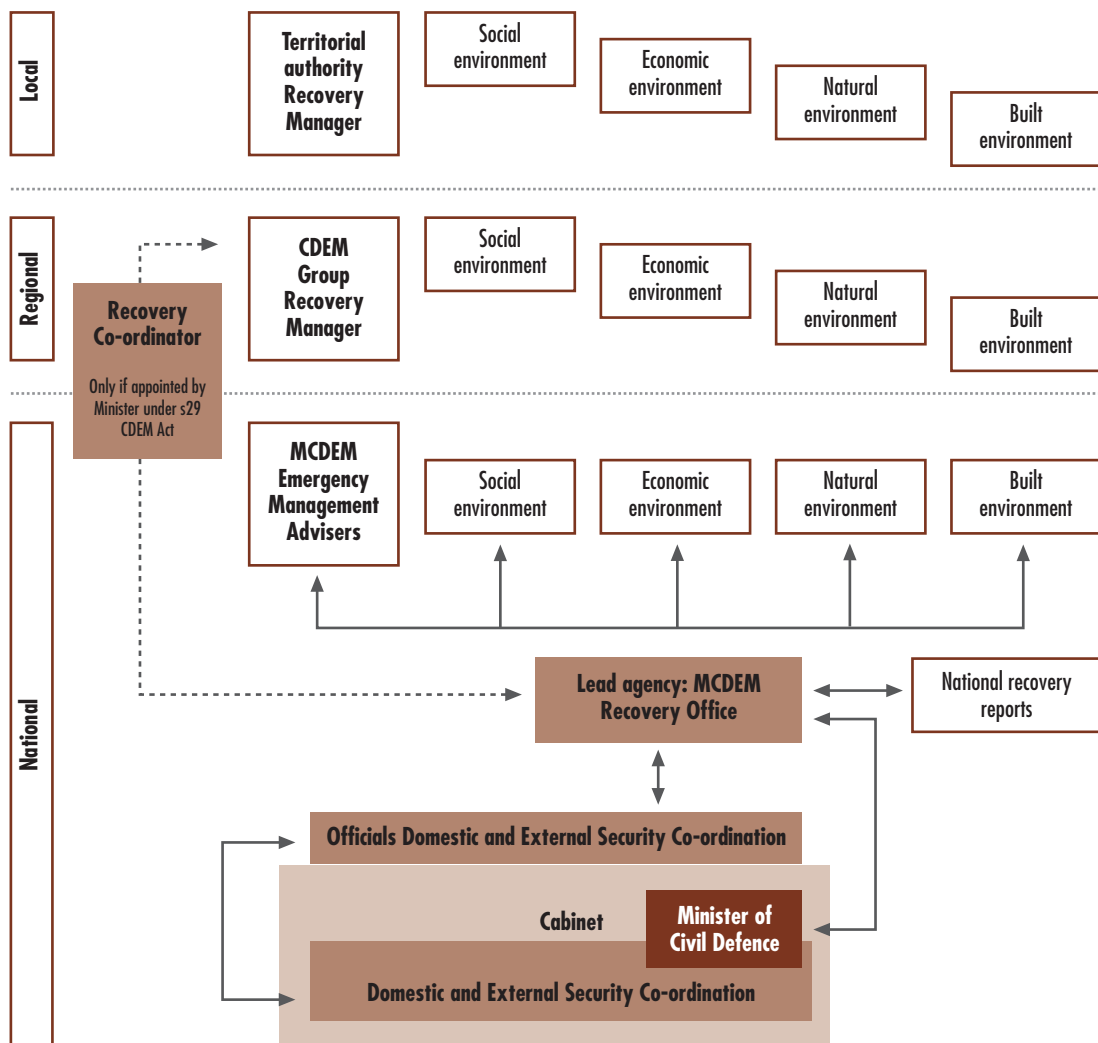 Local
Territorial
authority
Recovery
Manager
Social
environment
Economic
environment
Natural
environment
Built
environment
Regional
Recovery
Co-ordinator
Only if appointed by
Minister under s29
CDEM Act
CDEM
Group
Recovery
Manager
Social
environment
Economic
environment
Natural
environment
Built
environment
National
MCDEM
Emergency
Management
Advisers
Social
environment
Economic
environment
Natural
environment
Built
environment
Lead agency: MCDEM
Recovery Office
National recovery
reports
Officials Domestic and External Security Co-ordination
Cabinet
Minister of
Civil Defence
Domestic and External Security Co-ordination